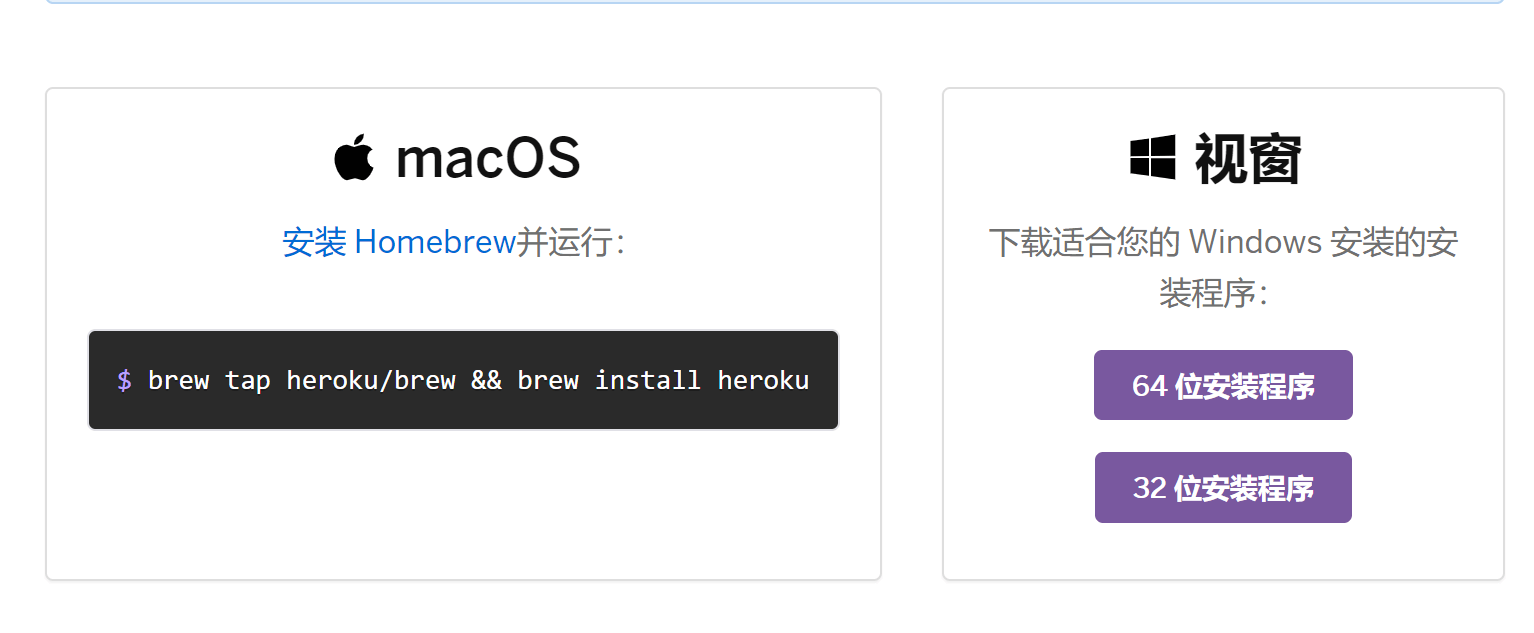 macOS
安装 Homebrew并运行：
$ brew tap heroku/brew && brew install heroku
视窗
下载适合您的 Windows 安装的安
装程序：
64 位安装程序
32 位安装程序